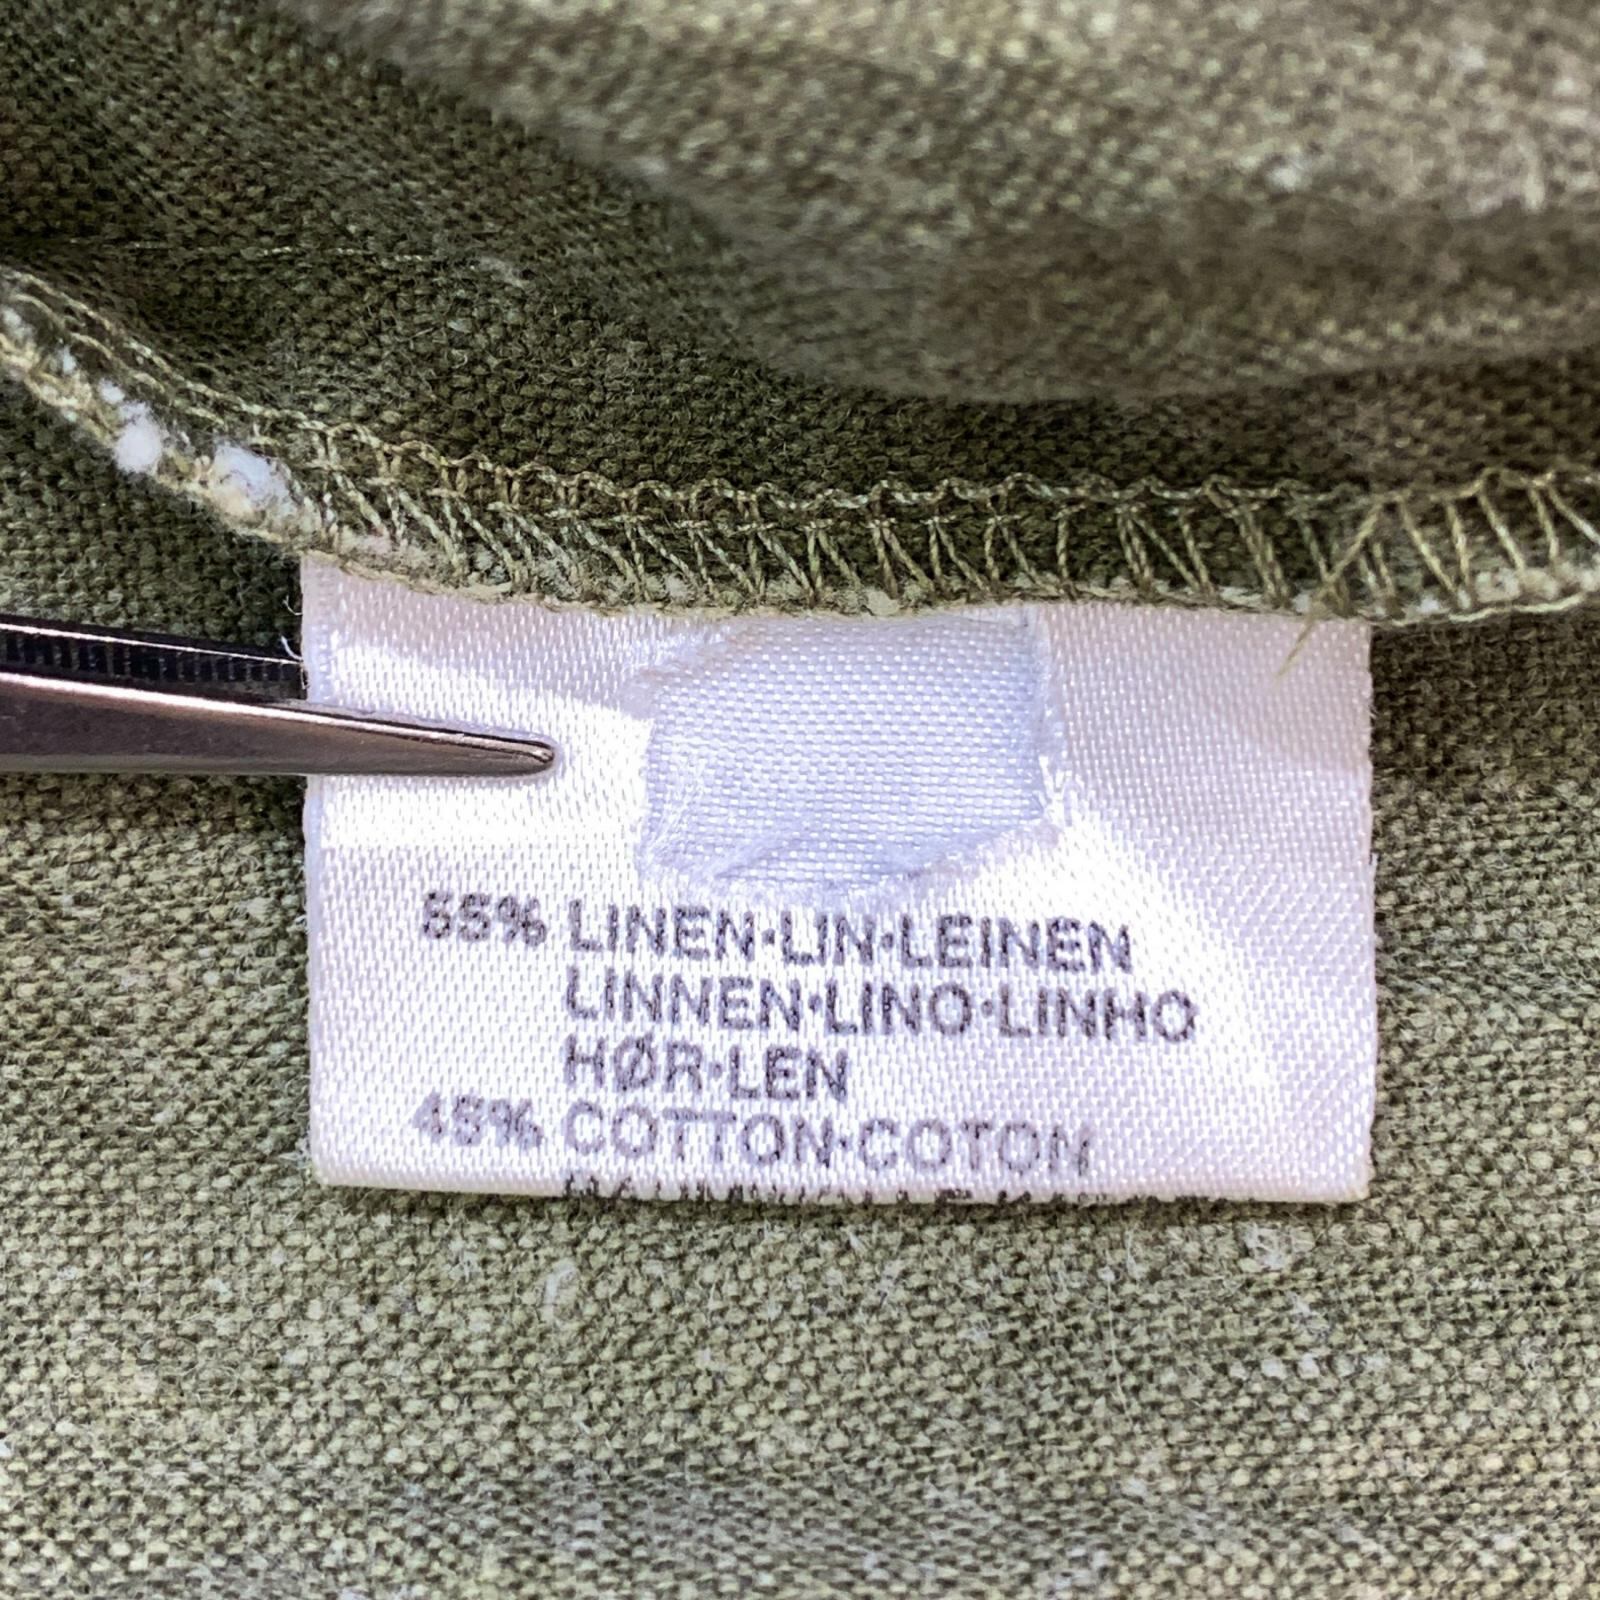 55% LINEN·LIN·LEINEN
LINNEN·LINO·LINHO
HØR·LEN
45% COTTON·COTON